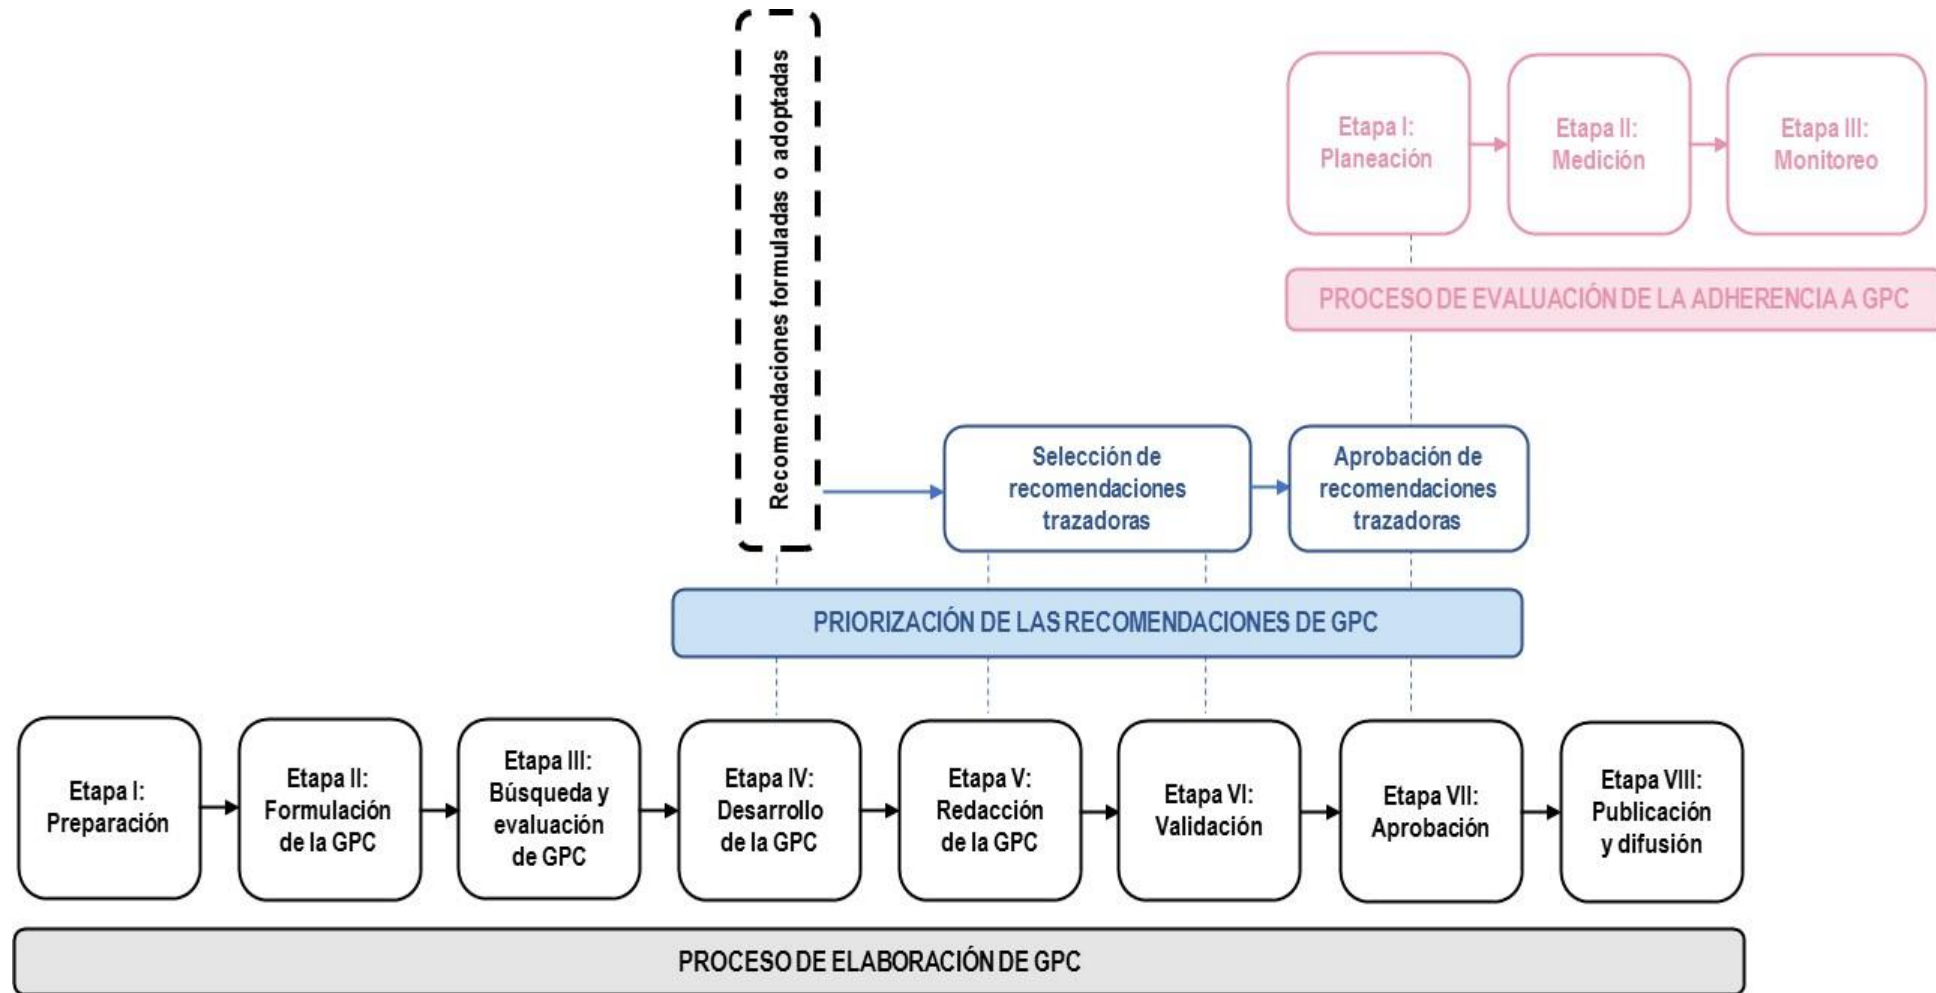 Recomendaciones formuladas o adoptadas
Etapa I:
Planeación
Etapa II:
Medición
Etapa III:
Monitoreo
PROCESO DE EVALUACIÓN DE LA ADHERENCIA A GPC
Selección de
recomendaciones
trazadoras
Aprobación de
recomendaciones
trazadoras
PRIORIZACIÓN DE LAS RECOMENDACIONES DE GPC
Etapa I:
Preparación
Etapa II:
Formulación
de la GPC
Etapa III:
Búsqueda y
evaluación
de GPC
Etapa IV:
Desarrollo
de la GPC
Etapa V:
Redacción
de la GPC
Etapa VI:
Validación
Etapa VII:
Aprobación
Etapa VIII:
Publicación
y difusión
PROCESO DE ELABORACIÓN DE GPC